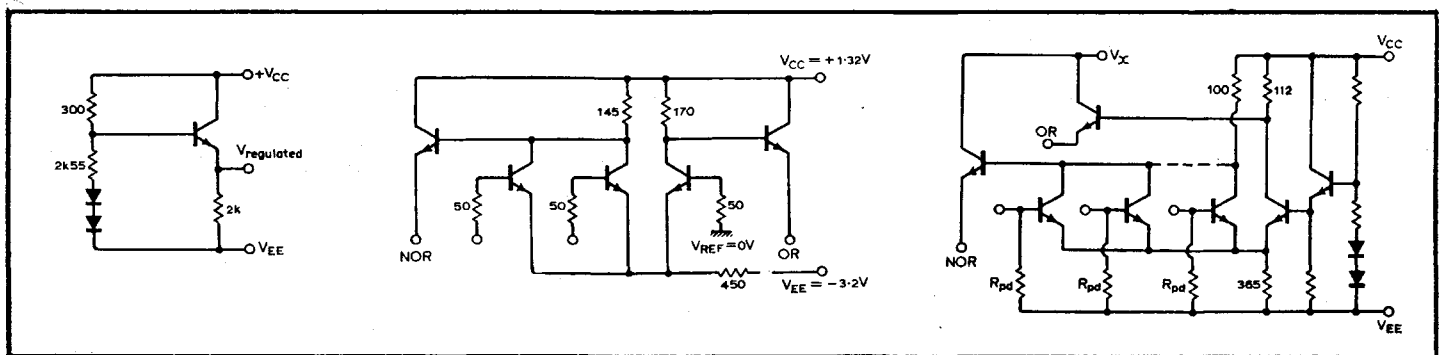 +VCC
300
Vregulated
2k55
2k
VEE
VCC = +1·32V
145
170
50
50
50
VREF = 0V
NOR
OR
450
VEE = −3·2V
Vx
VCC
100
112
OR
NOR
Rpd
Rpd
Rpd
365
VEE